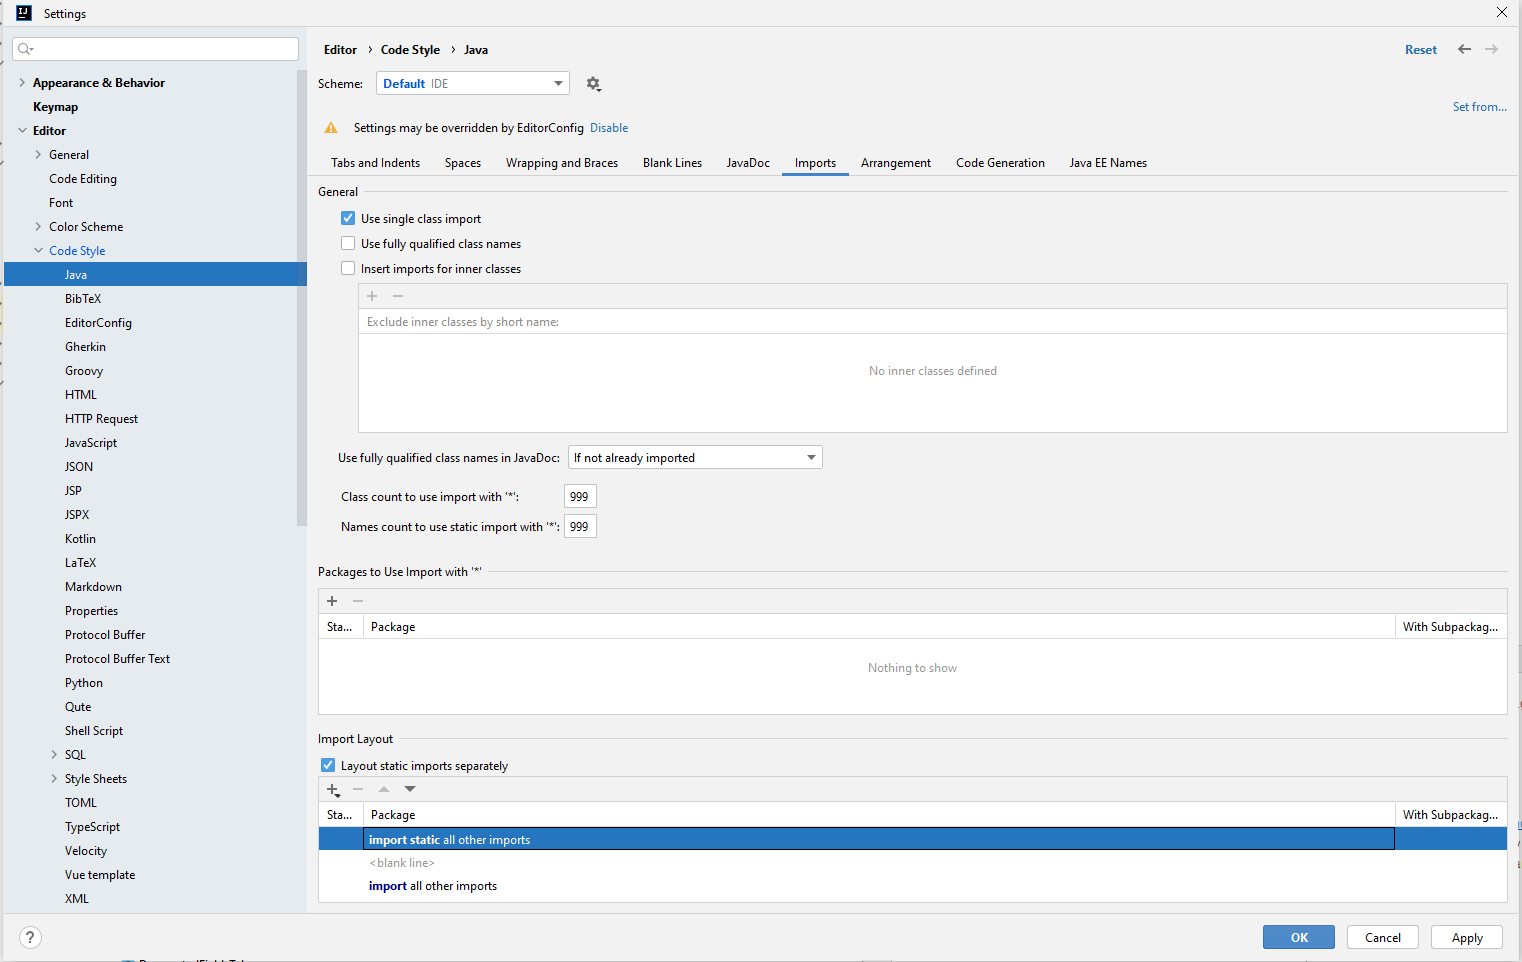 Settings
Appearance & Behavior
Keymap
Editor
General
Code Editing
Font
Color Scheme
Code Style
Java
BibTeX
EditorConfig
Gherkin
Groovy
HTML
HTTP Request
JavaScript
JSON
JSP
JSPX
Kotlin
LaTeX
Markdown
Properties
Protocol Buffer
Protocol Buffer Text
Python
Qute
Shell Script
SQL
Style Sheets
TOML
TypeScript
Velocity
Vue template
XML
?
Editor › Code Style › Java
Reset
Scheme: Default IDE
Set from...
Settings may be overridden by EditorConfig Disable
Tabs and Indents Spaces Wrapping and Braces Blank Lines JavaDoc Imports Arrangement Code Generation Java EE Names
General
Use single class import
Use fully qualified class names
Insert imports for inner classes
Exclude inner classes by short name:
No inner classes defined
Use fully qualified class names in JavaDoc: If not already imported
Class count to use import with '*': 999
Names count to use static import with '*': 999
Packages to Use Import with '*'
Sta... Package With Subpackag...
Nothing to show
Import Layout
Layout static imports separately
Sta... Package With Subpackag...
import static all other imports
<blank line>
import all other imports
OK Cancel Apply